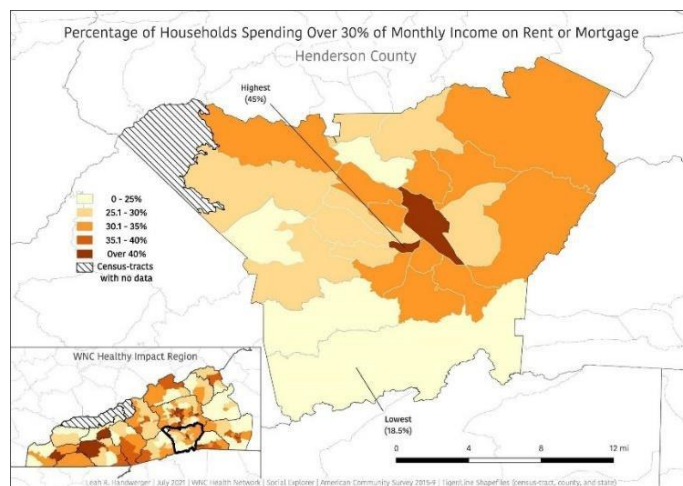 Percentage of Households Spending Over 30% of Monthly Income on Rent or Mortgage
Henderson County
Highest
(45%)
0 - 25%
25.1 - 30%
30.1 - 35%
35.1 - 40%
Over 40%
Census-tracts
with no data
WNC Healthy Impact Region
Lowest
(18.5%)
0 4 8 12 mi
Leah A. Handwerger / July 2021 | WNC Health Network | Social Explorer | American Community Survey | Tiger/Line Shapefiles (census-tract, county, and state)